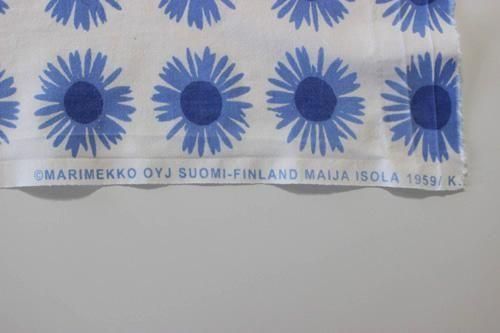 ©MARIMEKKO OYJ SUOMI-FINLAND MAIJA ISOLA 1959/ K.